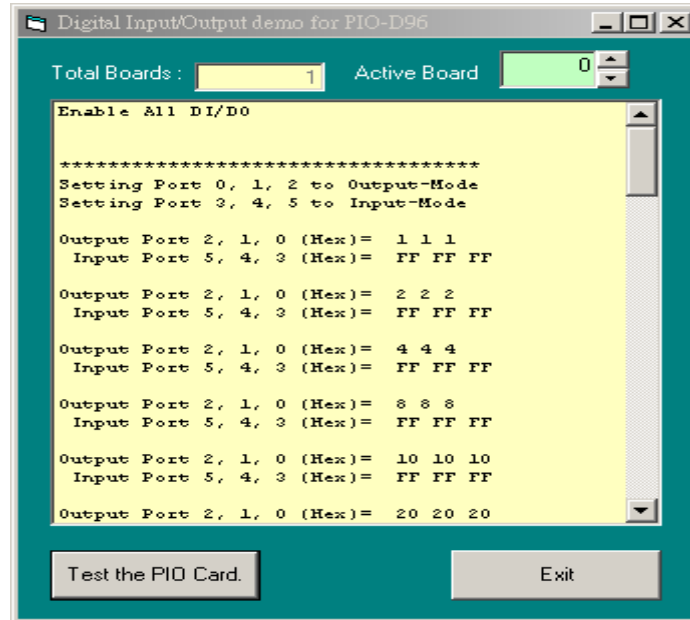 Digital Input/Output demo for PIO-D96
Total Boards : 1 Active Board 0
Enable All DI/DO
***********************************
Setting Port 0, 1, 2 to Output-Mode
Setting Port 3, 4, 5 to Input-Mode
Output Port 2, 1, 0 (Hex)= 1 1 1
Input Port 5, 4, 3 (Hex)= FF FF FF
Output Port 2, 1, 0 (Hex)= 2 2 2
Input Port 5, 4, 3 (Hex)= FF FF FF
Output Port 2, 1, 0 (Hex)= 4 4 4
Input Port 5, 4, 3 (Hex)= FF FF FF
Output Port 2, 1, 0 (Hex)= 8 8 8
Input Port 5, 4, 3 (Hex)= FF FF FF
Output Port 2, 1, 0 (Hex)= 10 10 10
Input Port 5, 4, 3 (Hex)= FF FF FF
Output Port 2, 1, 0 (Hex)= 20 20 20
Test the PIO Card. Exit